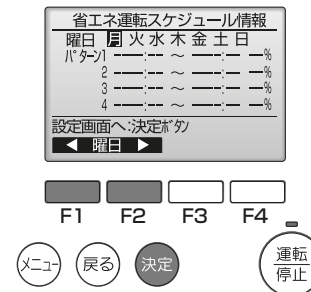 省エネ運転スケジュール情報
曜日 月 火 水 木 金 土 日
パターン1 --:-- ～ --:-- --%
2 --:-- ～ --:-- --%
3 --:-- ～ --:-- --%
4 --:-- ～ --:-- --%
設定画面へ:決定ボタン
◀ 曜日 ▶
F1 F2 F3 F4
メニュー 戻る 決定 運転
停止